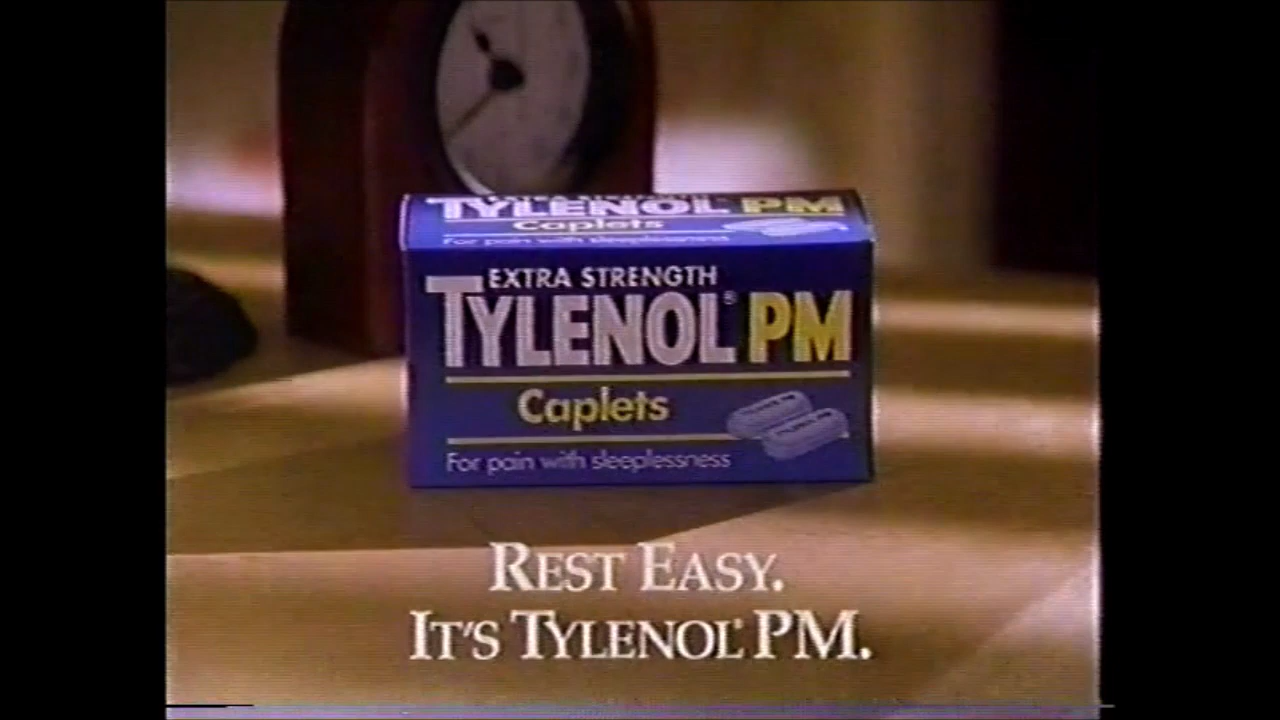 TYLENOL PM
Caplets
For pain with sleeplessness
EXTRA STRENGTH
TYLENOL® PM
Caplets
For pain with sleeplessness
REST EASY.
IT'S TYLENOL® PM.